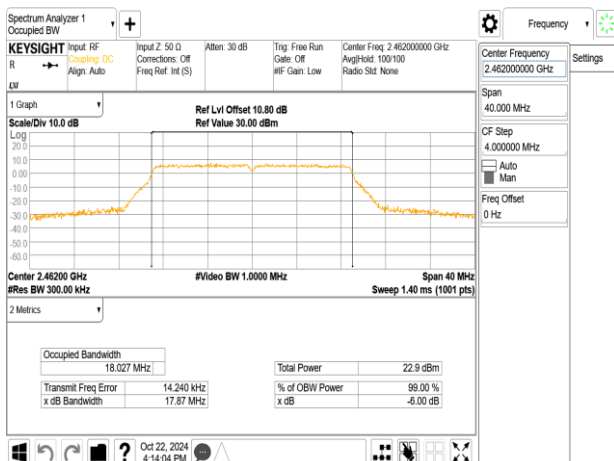 Spectrum Analyzer 1
Occupied BW
Frequency
KEYSIGHT
R
LXI
Input: RF
Coupling: DC
Align: Auto
Input Z: 50 Ω
Corrections: Off
Freq Ref: Int (S)
Atten: 30 dB
Trig: Free Run
Gate: Off
#IF Gain: Low
Center Freq: 2.462000000 GHz
Avg|Hold: 100/100
Radio Std: None
1 Graph
Scale/Div 10.0 dB
Ref Lvl Offset 10.80 dB
Ref Value 30.00 dBm
Log
20.0
10.0
0.00
-10.0
-20.0
-30.0
-40.0
-50.0
-60.0
Center 2.46200 GHz
#Res BW 300.00 kHz
#Video BW 1.0000 MHz
Span 40 MHz
Sweep 1.40 ms (1001 pts)
2 Metrics
Occupied Bandwidth
18.027 MHz
Transmit Freq Error 14.240 kHz
x dB Bandwidth 17.87 MHz
Total Power 22.9 dBm
% of OBW Power 99.00 %
x dB -6.00 dB
Oct 22, 2024
4:14:04 PM
Center Frequency
2.462000000 GHz
Span
40.000 MHz
CF Step
4.000000 MHz
Auto
Man
Freq Offset
0 Hz
Settings